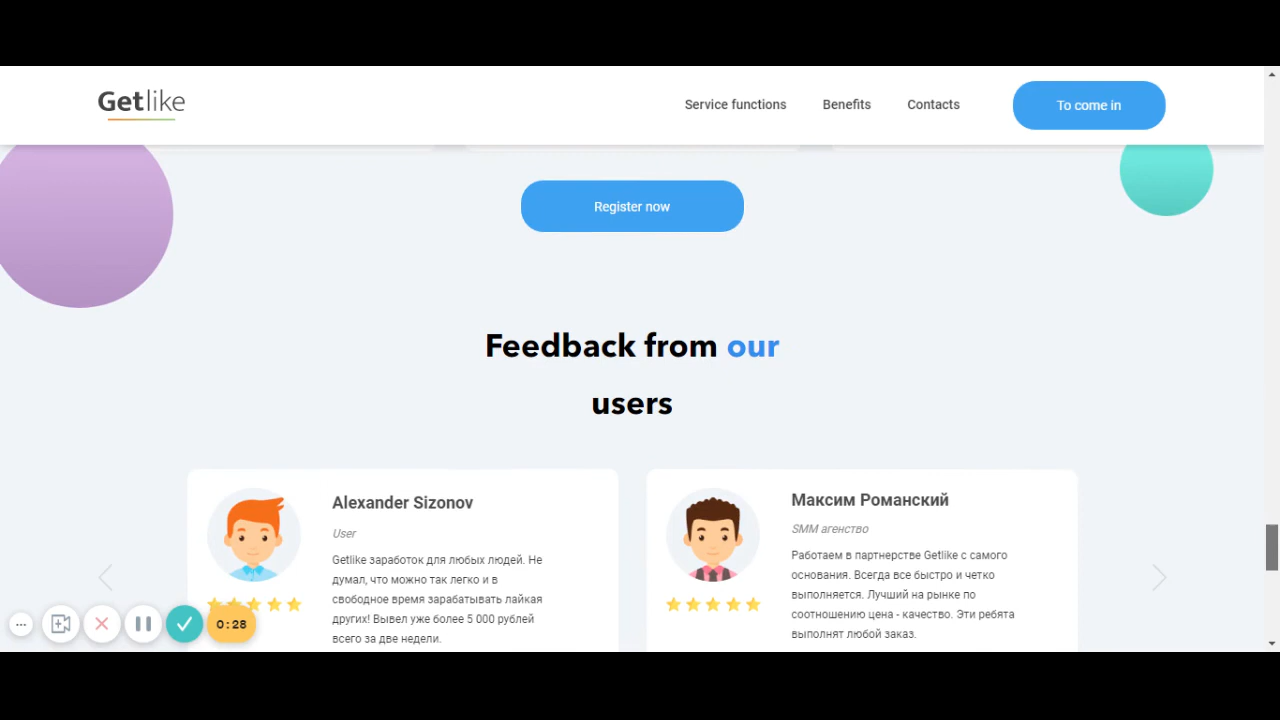 Getlike
Service functions
Benefits
Contacts
To come in
Register now
Feedback from our
users
Alexander Sizonov
User
Getlike заработок для любых людей. Не
думал, что можно так легко и в
свободное время зарабатывать лайкая
других! Вывел уже более 5 000 рублей
всего за две недели.
Максим Романский
SMM агенство
Работаем в партнерстве Getlike с самого
основания. Всегда все быстро и четко
выполняется. Лучший на рынке по
соотношению цена - качество. Эти ребята
выполнят любой заказ.
0:28